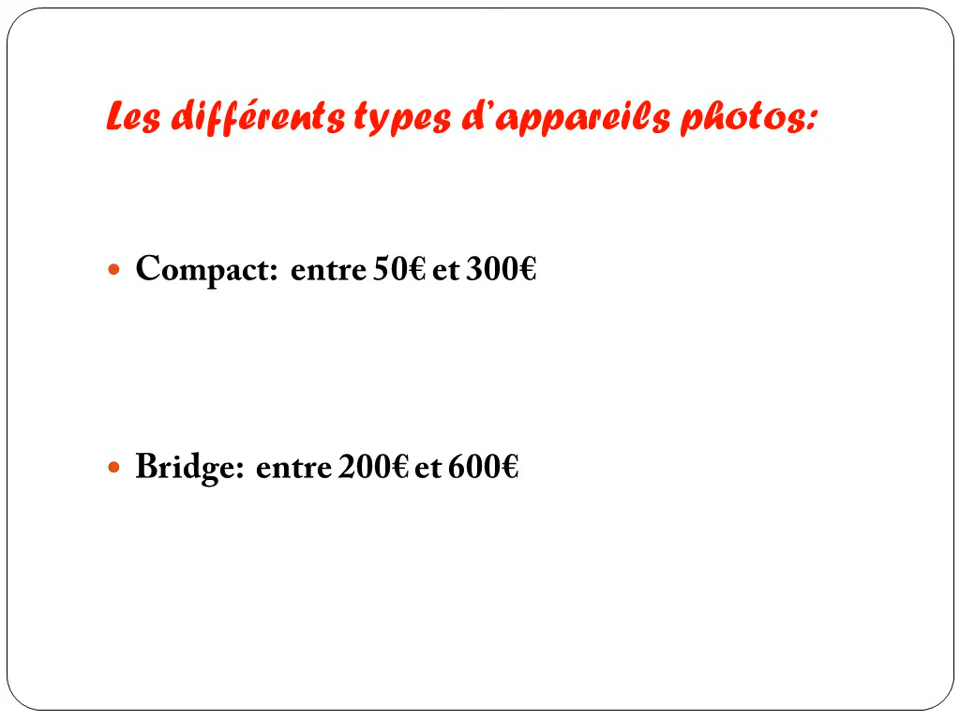 Les différents types d’appareils photos:
• Compact: entre 50€ et 300€
• Bridge: entre 200€ et 600€